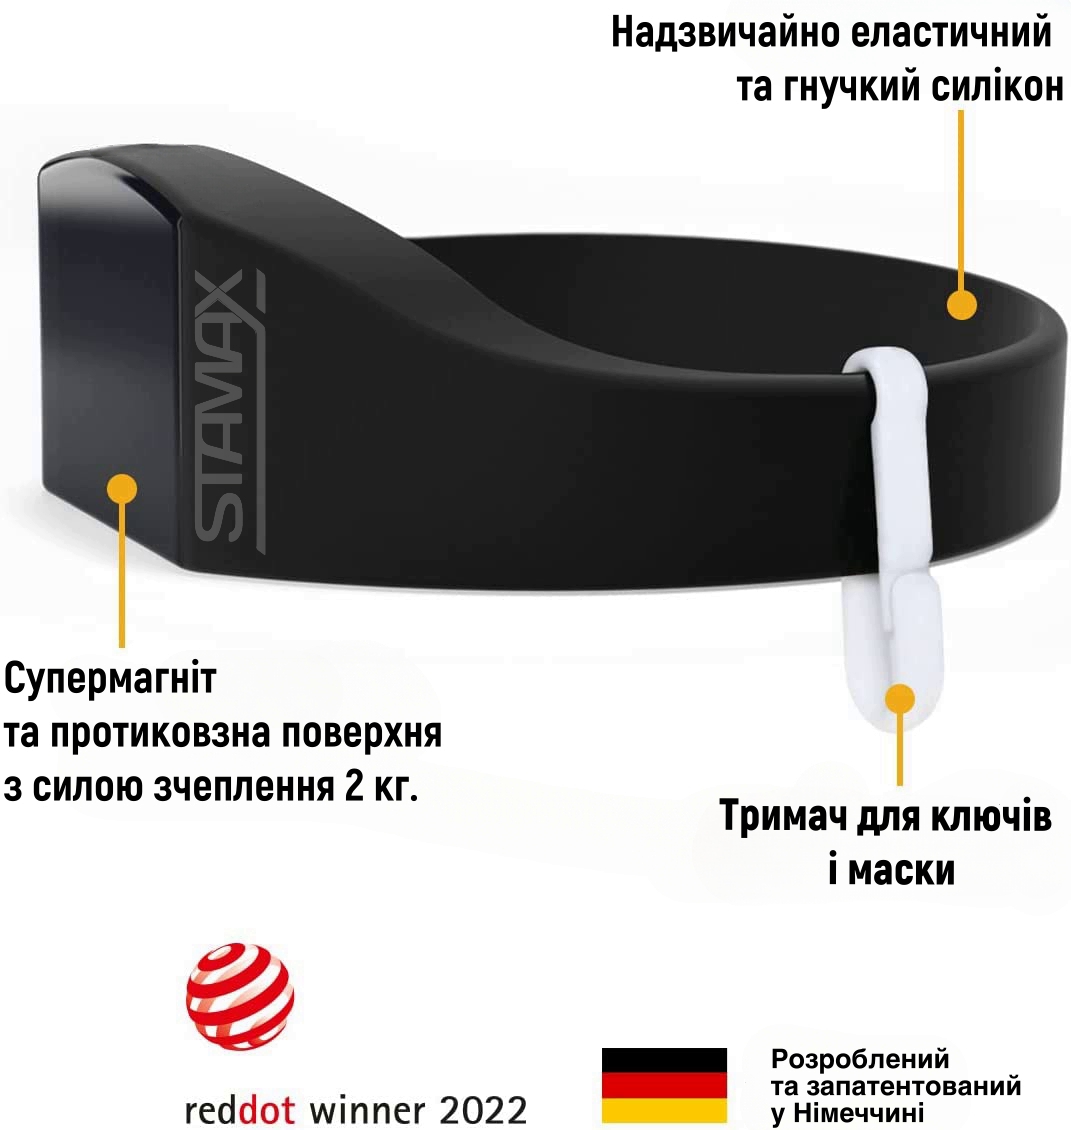 Надзвичайно еластичний
та гнучкий силікон
STAMAX
Супермагніт
та протиковзна поверхня
з силою зчеплення 2 кг.
Тримач для ключів
і маски
reddot winner 2022
Розроблений
та запатентований
у Німеччині